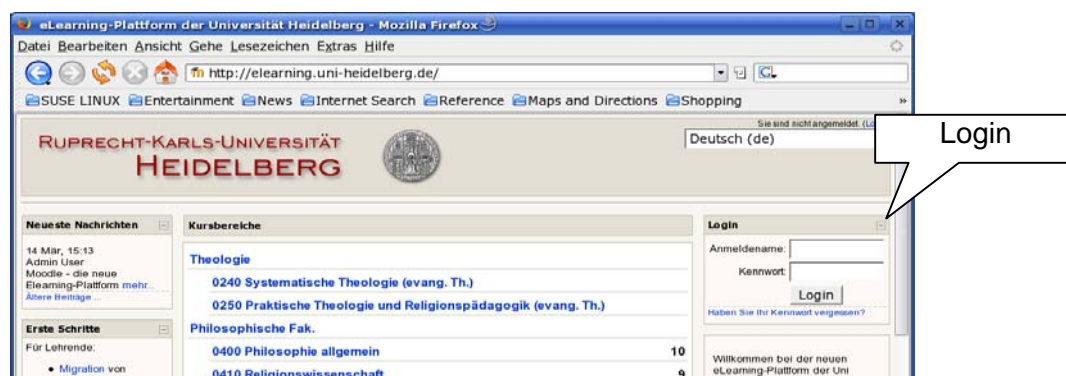 eLearning-Plattform der Universität Heidelberg - Mozilla Firefox
Datei Bearbeiten Ansicht Gehe Lesezeichen Extras Hilfe
http://elearning.uni-heidelberg.de/
SUSE LINUX Entertainment News Internet Search Reference Maps and Directions Shopping
Sie sind nicht angemeldet.
Deutsch (de)
Login
RUPRECHT-KARLS-UNIVERSITÄT
HEIDELBERG
Neueste Nachrichten
14 Mär, 15:13
Admin User
Moodle - die neue
Elearning-Plattform mehr...
Ältere Beiträge ...
Erste Schritte
Für Lehrende:
• Migration von
Kursbereiche
Theologie
0240 Systematische Theologie (evang. Th.)
0250 Praktische Theologie und Religionspädagogik (evang. Th.)
Philosophische Fak.
0400 Philosophie allgemein 10
0410 Religionswissenschaft 9
Login
Anmeldename:
Kennwort:
Login
Haben Sie Ihr Kennwort vergessen?
Willkommen bei der neuen
eLearning-Plattform der Uni